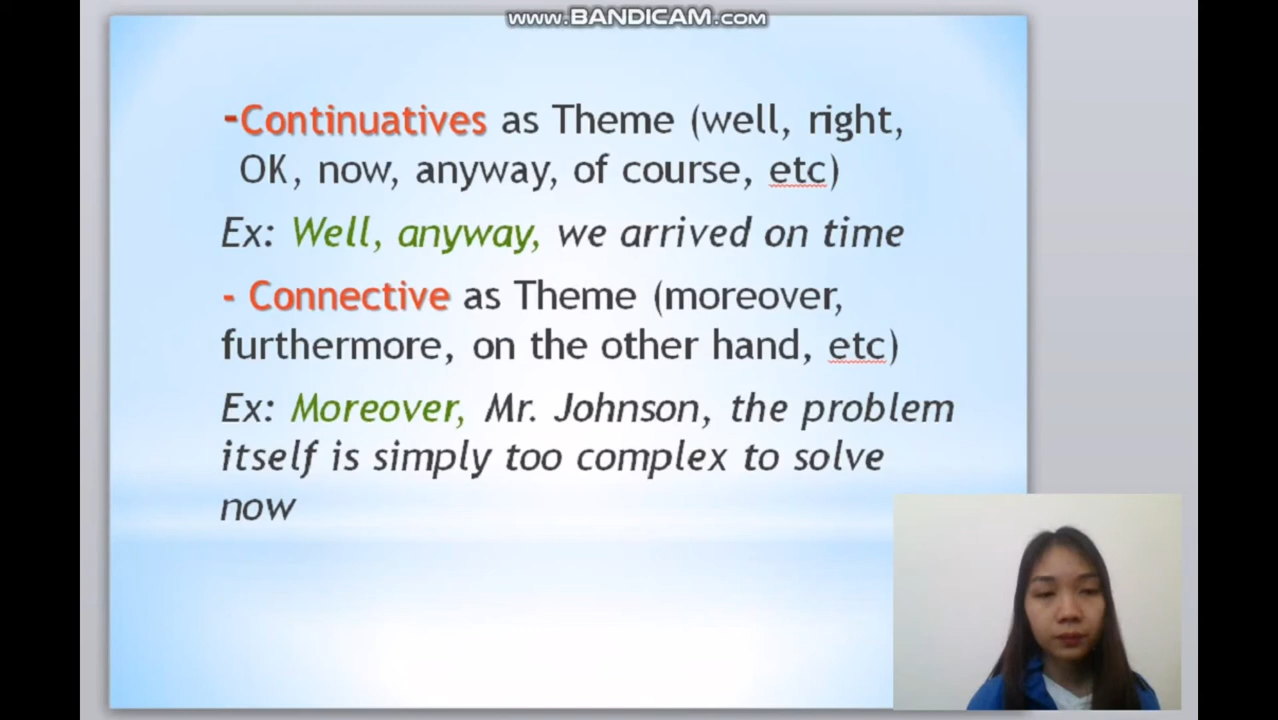 www.BANDICAM.com
-Continuatives as Theme (well, right,
OK, now, anyway, of course, etc)
Ex: Well, anyway, we arrived on time
- Connective as Theme (moreover,
furthermore, on the other hand, etc)
Ex: Moreover, Mr. Johnson, the problem
itself is simply too complex to solve
now